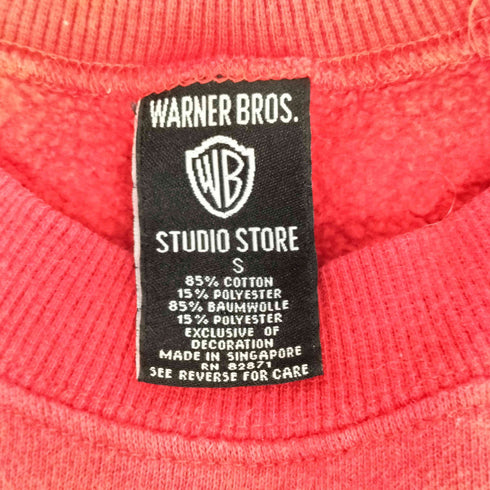 WARNER BROS.
WB
STUDIO STORE
S
85% COTTON
15% POLYESTER
85% BAUMWOLLE
15% POLYESTER
EXCLUSIVE OF
DECORATION
MADE IN SINGAPORE
RN 82871
SEE REVERSE FOR CARE